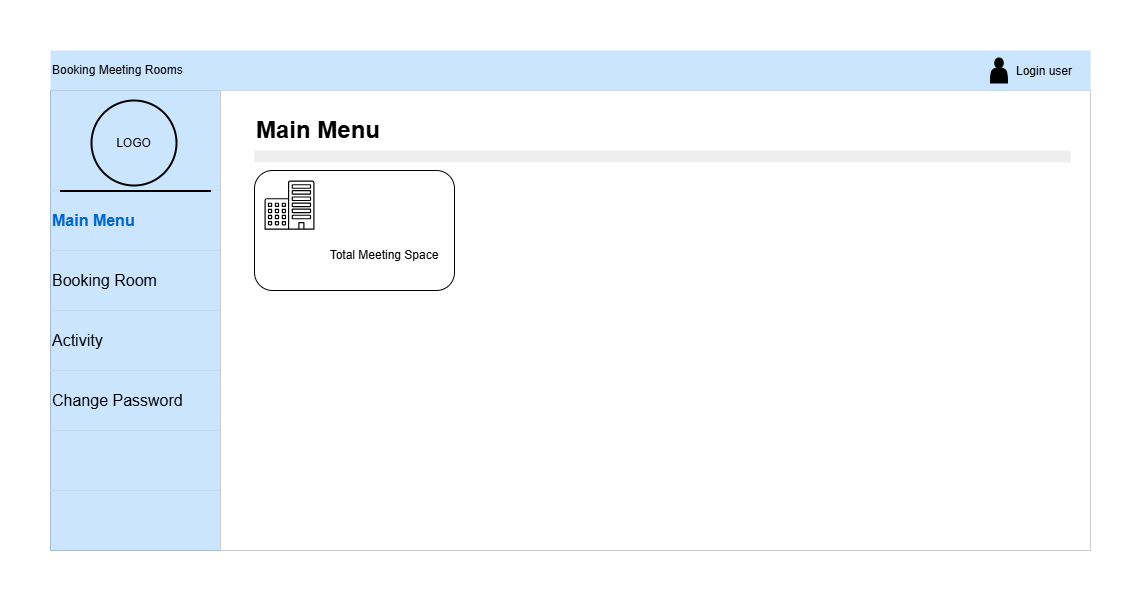 Booking Meeting Rooms
Login user
LOGO
Main Menu
Booking Room
Activity
Change Password
Main Menu
Total Meeting Space